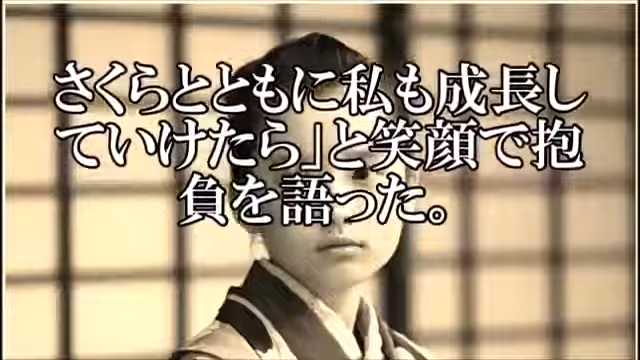 さくらとともに私も成長し
ていけたら」と笑顔で抱
負を語った。